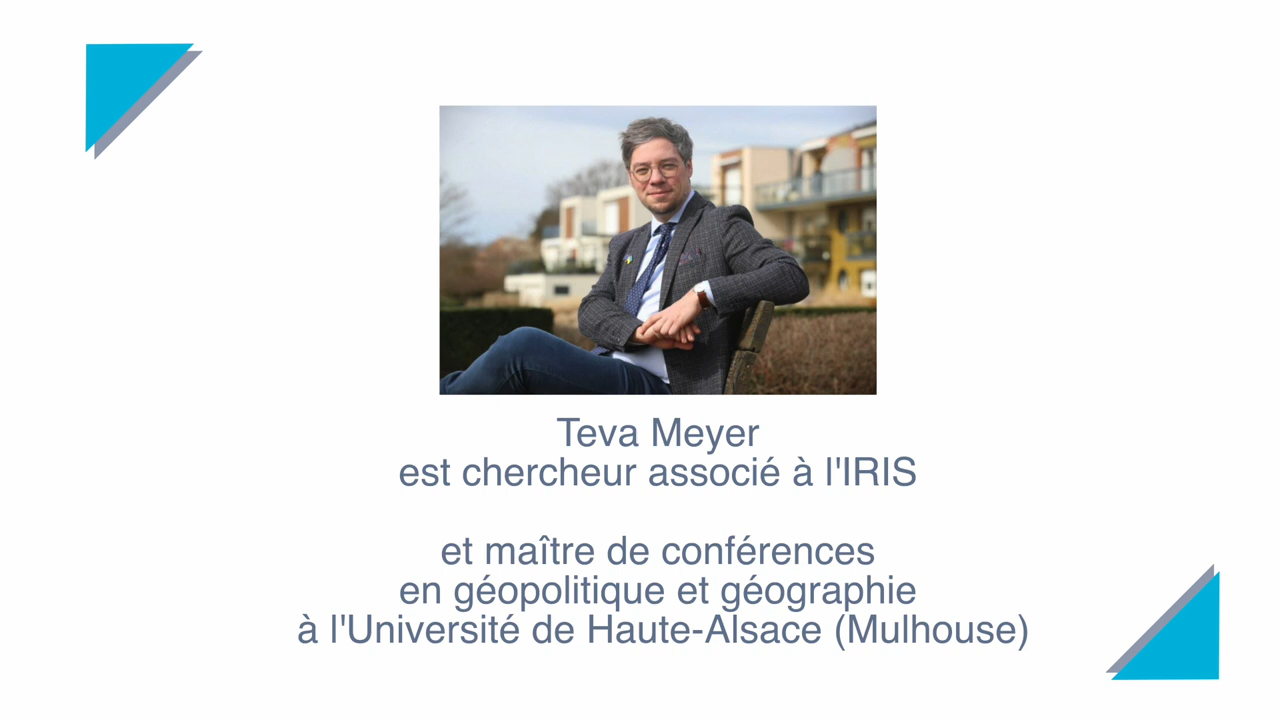 Teva Meyer
est chercheur associé à l'IRIS
et maître de conférences
en géopolitique et géographie
à l'Université de Haute-Alsace (Mulhouse)